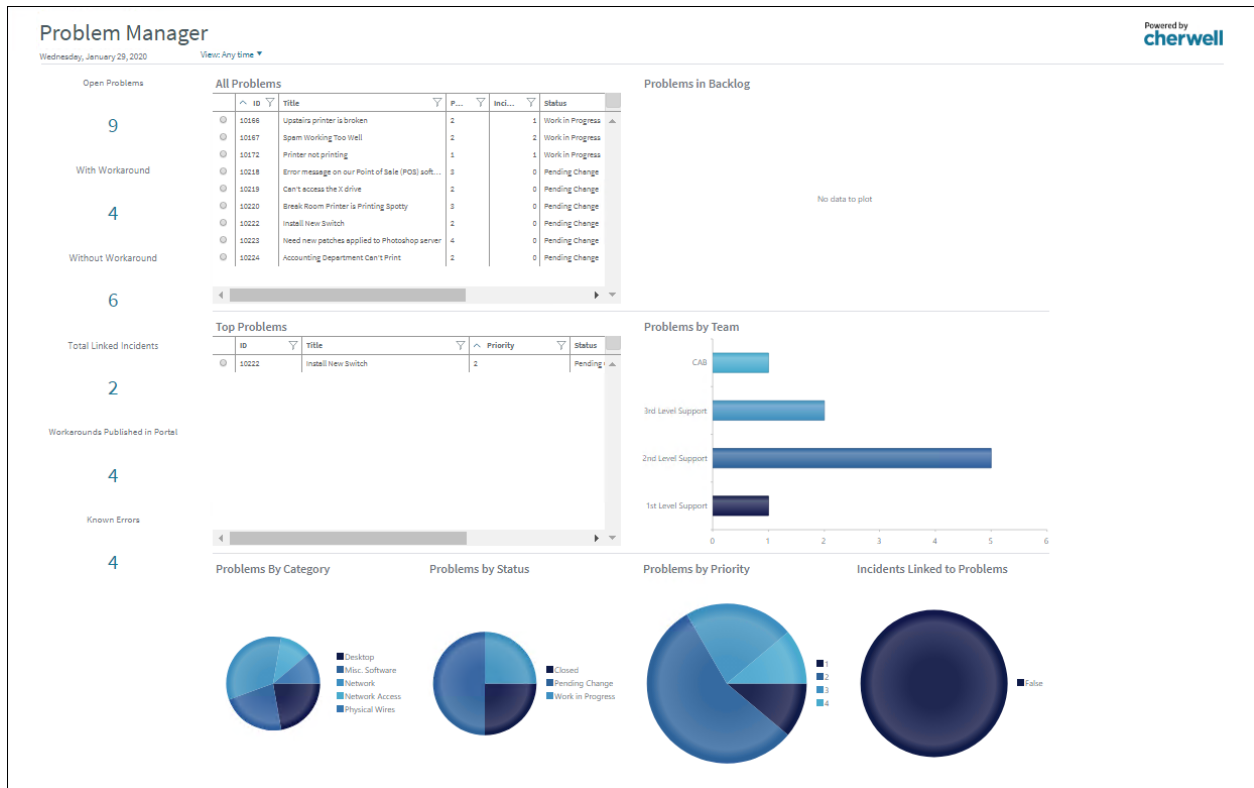 Problem Manager
Powered by
cherwell
Wednesday, January 29, 2020
View: Any time
Open Problems
9
With Workaround
4
Without Workaround
6
Total Linked Incidents
2
Workarounds Published in Portal
4
Known Errors
4
All Problems
ID Title P... Inci... Status
10166 Upstairs printer is broken 2 1 Work in Progress
10167 Spam Working Too Well 2 2 Work in Progress
10172 Printer not printing 1 1 Work in Progress
10218 Error message on our Point of Sale (POS) soft... 3 0 Pending Change
10219 Can't access the X drive 2 0 Pending Change
10220 Break Room Printer is Printing Spotty 3 0 Pending Change
10222 Install New Switch 2 0 Pending Change
10223 Need new patches applied to Photoshop server 4 0 Pending Change
10224 Accounting Department Can't Print 2 0 Pending Change
Problems in Backlog
No data to plot
Top Problems
ID Title Priority Status
10222 Install New Switch 2 Pending
Problems by Team
CAB
3rd Level Support
2nd Level Support
1st Level Support
0 1 2 3 4 5 6
Problems By Category
Desktop
Misc. Software
Network
Network Access
Physical Wires
Problems by Status
Closed
Pending Change
Work in Progress
Problems by Priority
1
2
3
4
Incidents Linked to Problems
False